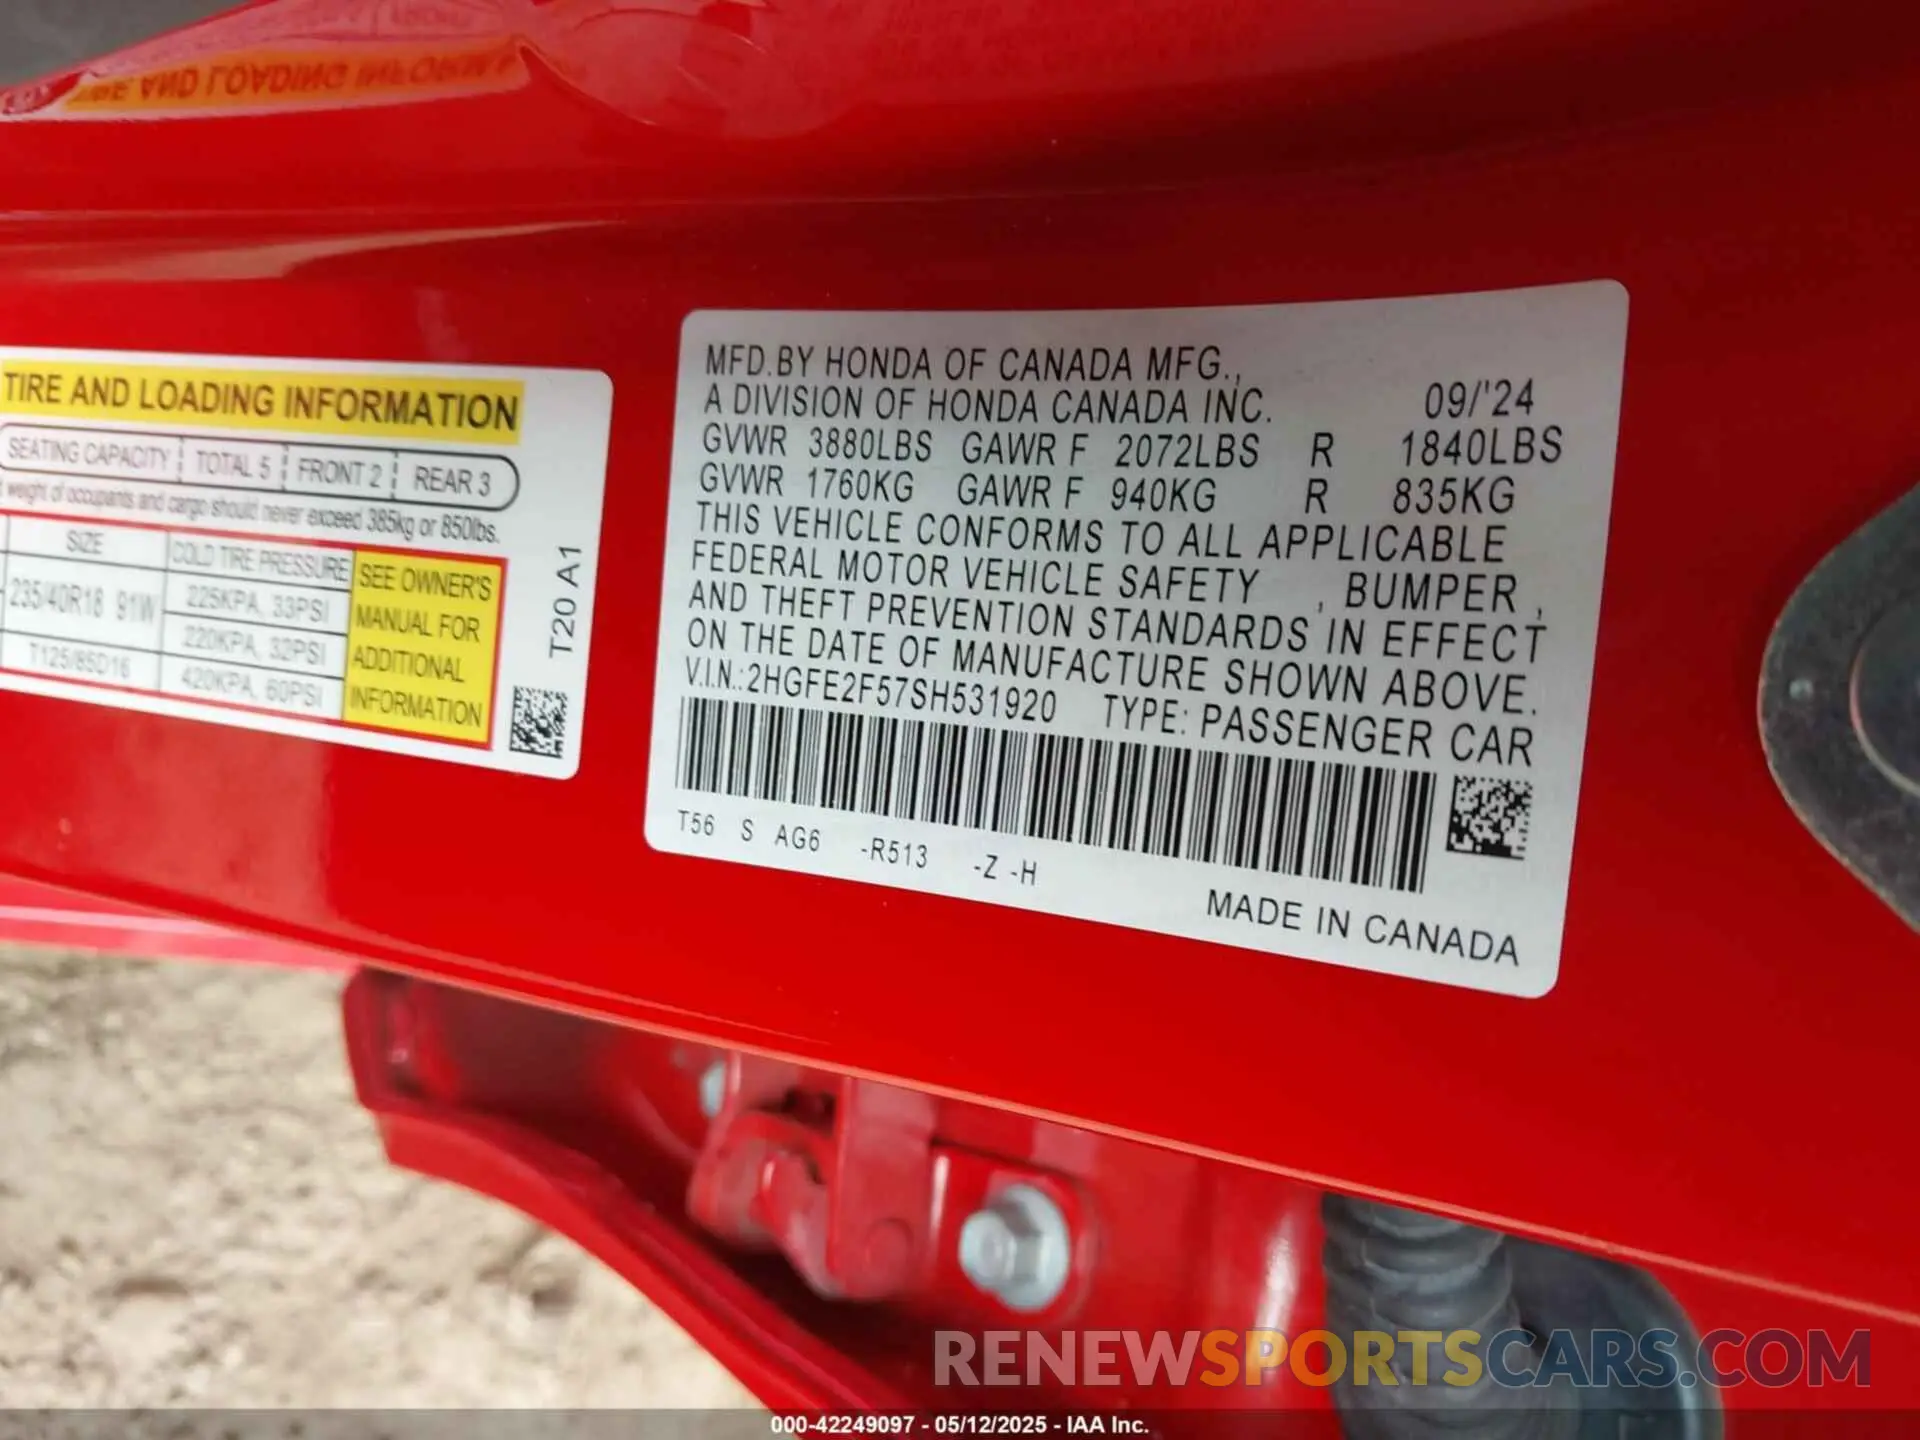 TIRE AND LOADING INFORMATION
SEATING CAPACITY TOTAL 5 FRONT 2 REAR 3
weight of occupants and cargo should never exceed 385kg or 850lbs.
SIZE COLD TIRE PRESSURE
235/40R18 91W 225KPA, 33PSI
220KPA, 32PSI
T125/85D16 420KPA, 60PSI
SEE OWNER'S
MANUAL FOR
ADDITIONAL
INFORMATION
T20 A1
MFD.BY HONDA OF CANADA MFG.,
A DIVISION OF HONDA CANADA INC. 09/'24
GVWR 3880LBS GAWR F 2072LBS R 1840LBS
GVWR 1760KG GAWR F 940KG R 835KG
THIS VEHICLE CONFORMS TO ALL APPLICABLE
FEDERAL MOTOR VEHICLE SAFETY , BUMPER ,
AND THEFT PREVENTION STANDARDS IN EFFECT
ON THE DATE OF MANUFACTURE SHOWN ABOVE.
V.I.N.:2HGFE2F57SH531920 TYPE: PASSENGER CAR
T56 S AG6 -R513 -Z -H
MADE IN CANADA
RENEWSPORTSCARS.COM
000-42249097 - 05/12/2025 - IAA Inc.